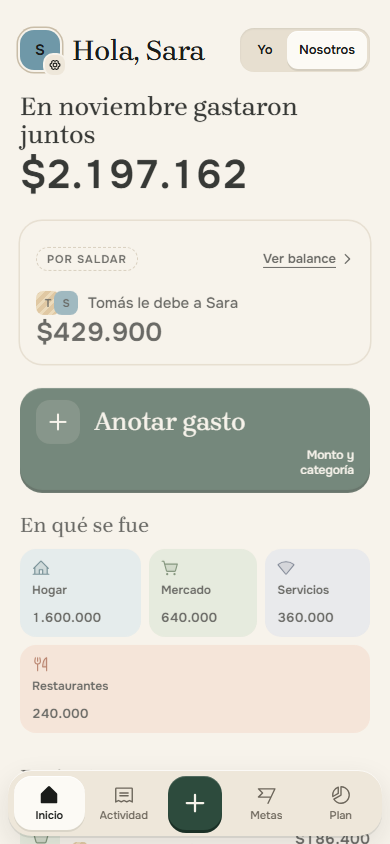 S
Hola, Sara
Yo
Nosotros
En noviembre gastaron
juntos
$2.197.162
POR SALDAR
Ver balance
T
S
Tomás le debe a Sara
$429.900
Anotar gasto
Monto y
categoría
En qué se fue
Hogar
1.600.000
Mercado
640.000
Servicios
360.000
Restaurantes
240.000
$186.400
Inicio
Actividad
Metas
Plan